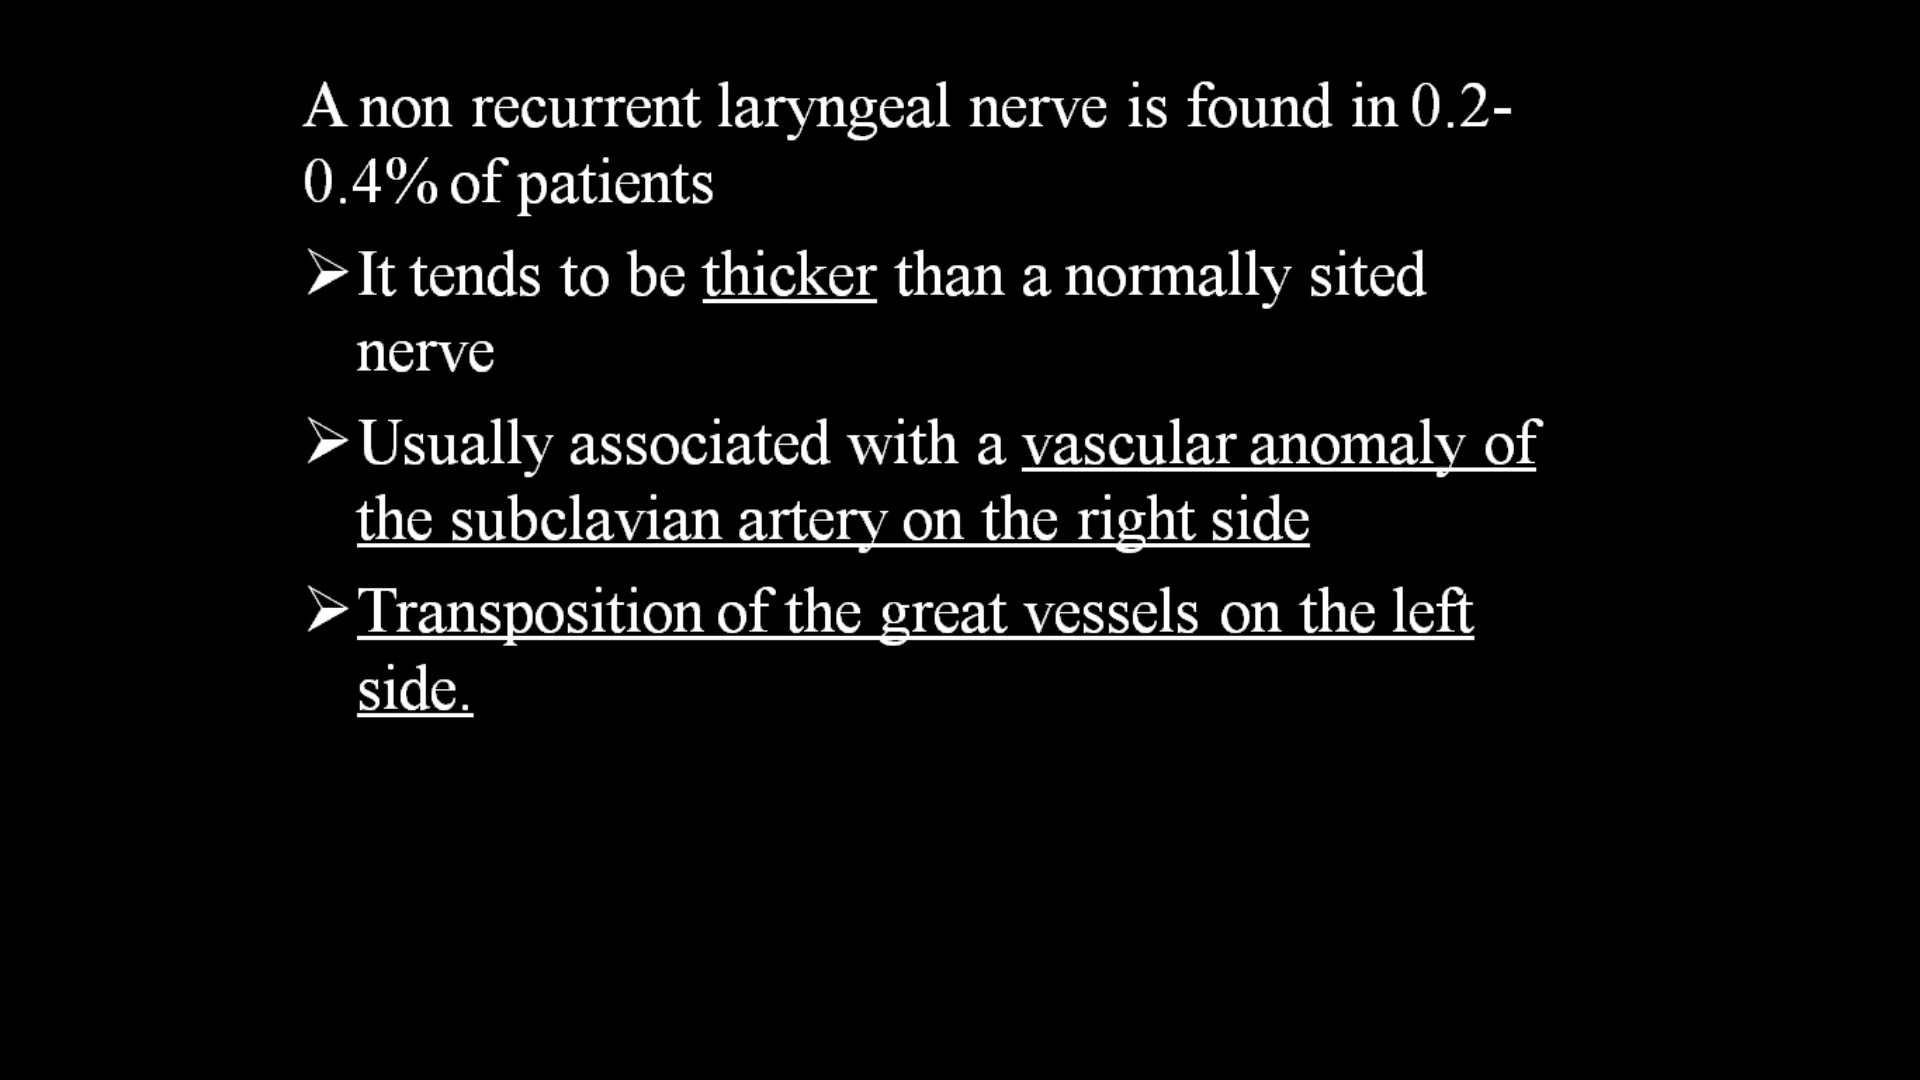 A non recurrent laryngeal nerve is found in 0.2-
0.4% of patients
➢It tends to be thicker than a normally sited
nerve
➢Usually associated with a vascular anomaly of
the subclavian artery on the right side
➢Transposition of the great vessels on the left
side.